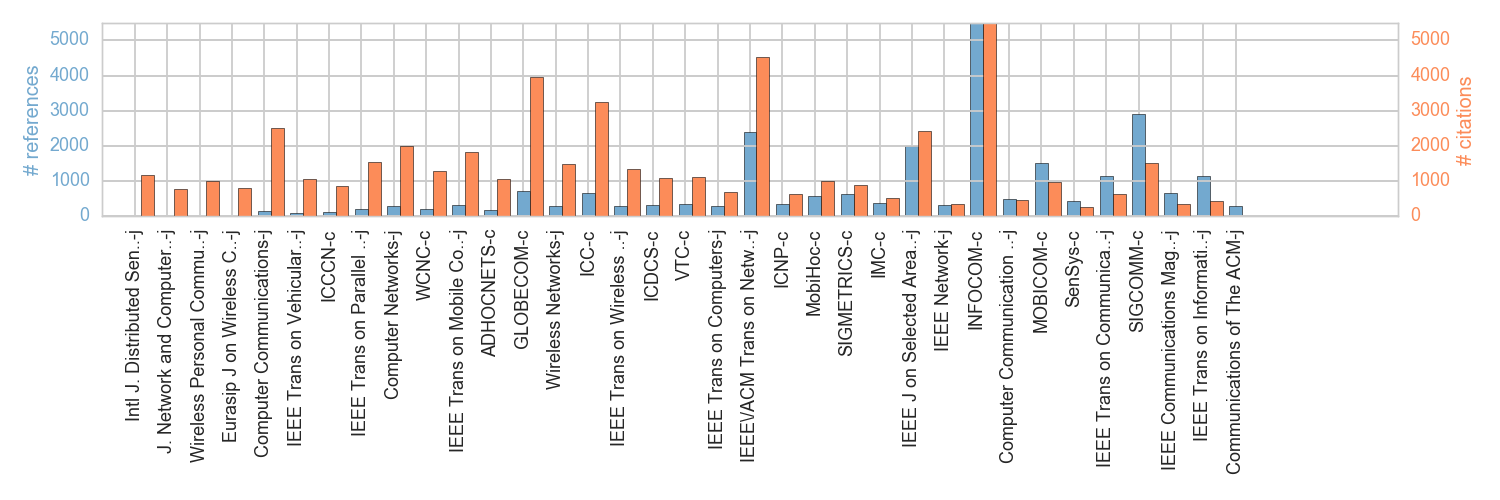 # references
5000
4000
3000
2000
1000
0
5000
4000
3000
2000
1000
0
# citations
Intl J. Distributed Sen..-j
J. Network and Computer..-j
Wireless Personal Commu..-j
Eurasip J on Wireless C..-j
Computer Communications-j
IEEE Trans on Vehicular..-j
ICCCN-c
IEEE Trans on Parallel ..-j
Computer Networks-j
WCNC-c
IEEE Trans on Mobile Co..-j
ADHOCNETS-c
GLOBECOM-c
Wireless Networks-j
ICC-c
IEEE Trans on Wireless ..-j
ICDCS-c
VTC-c
IEEE Trans on Computers-j
IEEE\/ACM Trans on Netw..-j
ICNP-c
MobiHoc-c
SIGMETRICS-c
IMC-c
IEEE J on Selected Area..-j
IEEE Network-j
INFOCOM-c
Computer Communication ..-j
MOBICOM-c
SenSys-c
IEEE Trans on Communica..-j
SIGCOMM-c
IEEE Communications Mag..-j
IEEE Trans on Informati..-j
Communications of The ACM-j